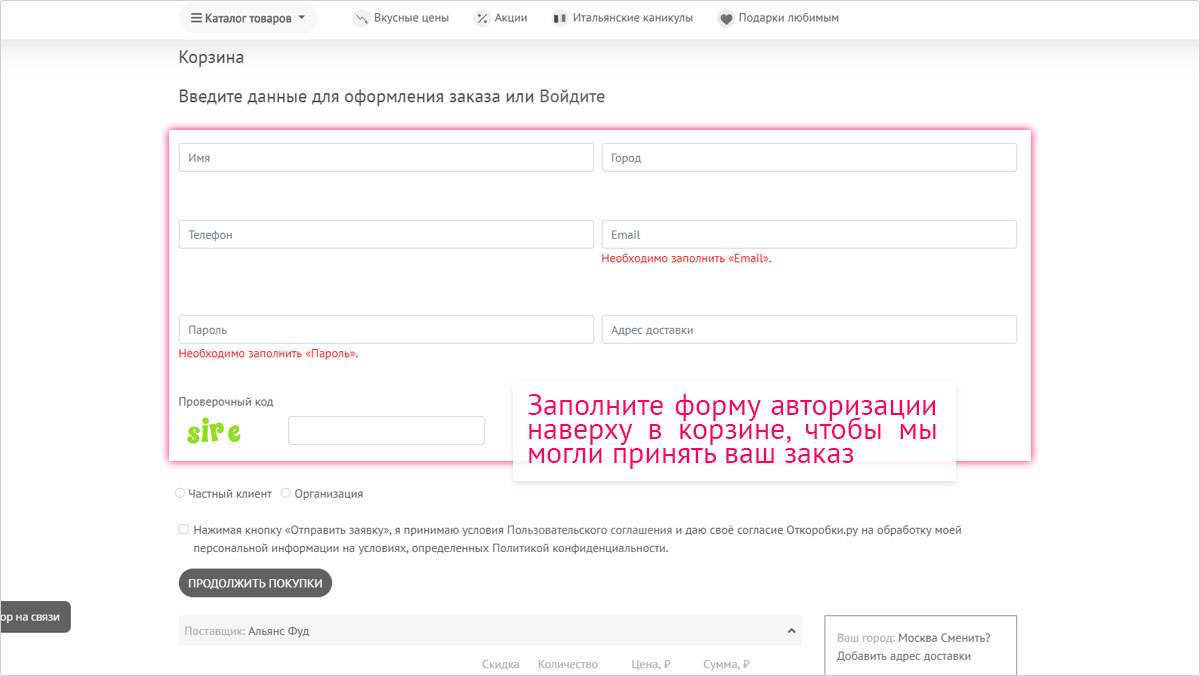 Каталог товаров Вкусные цены Акции Итальянские каникулы Подарки любимым
Корзина
Введите данные для оформления заказа или Войдите
Имя Город
Телефон Email
Необходимо заполнить «Email».
Пароль Адрес доставки
Необходимо заполнить «Пароль».
Проверочный код
sire
Заполните форму авторизации
наверху в корзине, чтобы мы
могли принять ваш заказ
Частный клиент Организация
Нажимая кнопку «Отправить заявку», я принимаю условия Пользовательского соглашения и даю своё согласие Откоробки.ру на обработку моей
персональной информации на условиях, определенных Политикой конфиденциальности.
ПРОДОЛЖИТЬ ПОКУПКИ
ор на связи
Поставщик: Альянс Фуд
Ваш город: Москва Сменить?
Добавить адрес доставки
Скидка Количество Цена, ₽ Сумма, ₽